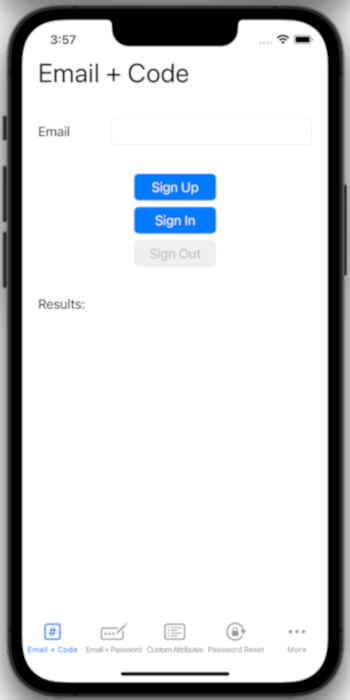 3:57
Email + Code
Email
Sign Up
Sign In
Sign Out
Results:
Email + Code Email + Password Custom Attributes Password Reset More